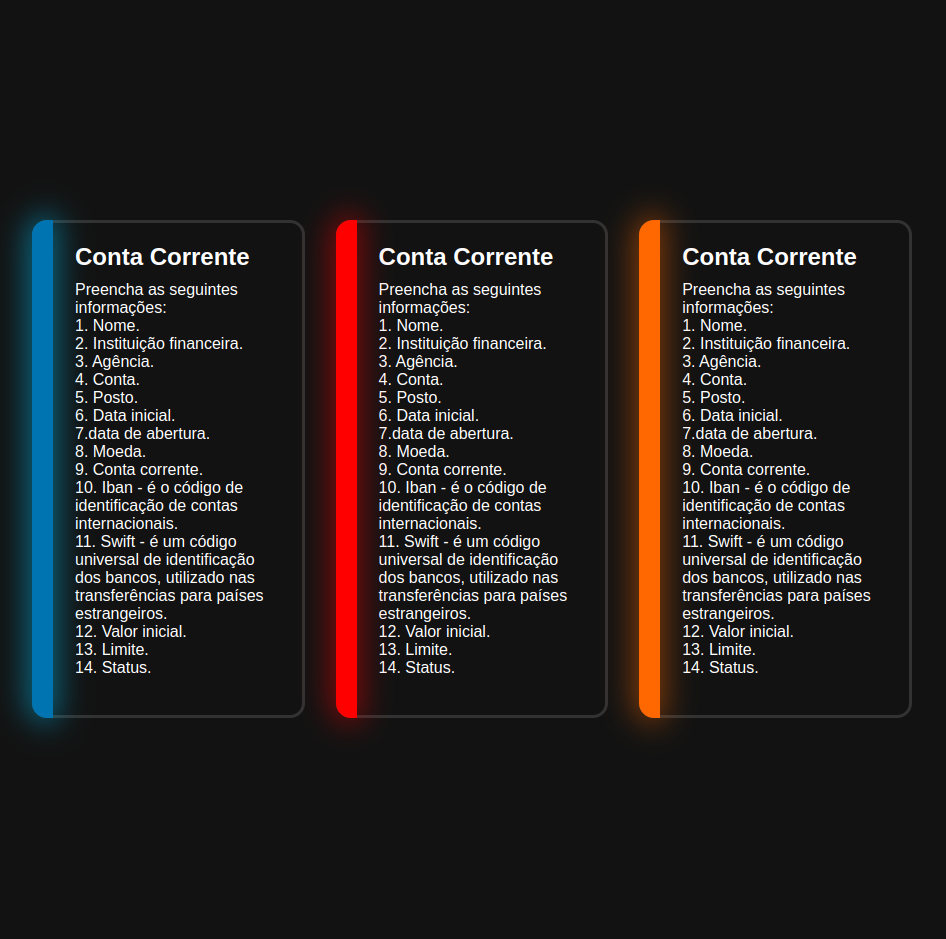 Conta Corrente
Preencha as seguintes
informações:
1. Nome.
2. Instituição financeira.
3. Agência.
4. Conta.
5. Posto.
6. Data inicial.
7.data de abertura.
8. Moeda.
9. Conta corrente.
10. Iban - é o código de
identificação de contas
internacionais.
11. Swift - é um código
universal de identificação
dos bancos, utilizado nas
transferências para países
estrangeiros.
12. Valor inicial.
13. Limite.
14. Status.
Conta Corrente
Preencha as seguintes
informações:
1. Nome.
2. Instituição financeira.
3. Agência.
4. Conta.
5. Posto.
6. Data inicial.
7.data de abertura.
8. Moeda.
9. Conta corrente.
10. Iban - é o código de
identificação de contas
internacionais.
11. Swift - é um código
universal de identificação
dos bancos, utilizado nas
transferências para países
estrangeiros.
12. Valor inicial.
13. Limite.
14. Status.
Conta Corrente
Preencha as seguintes
informações:
1. Nome.
2. Instituição financeira.
3. Agência.
4. Conta.
5. Posto.
6. Data inicial.
7.data de abertura.
8. Moeda.
9. Conta corrente.
10. Iban - é o código de
identificação de contas
internacionais.
11. Swift - é um código
universal de identificação
dos bancos, utilizado nas
transferências para países
estrangeiros.
12. Valor inicial.
13. Limite.
14. Status.